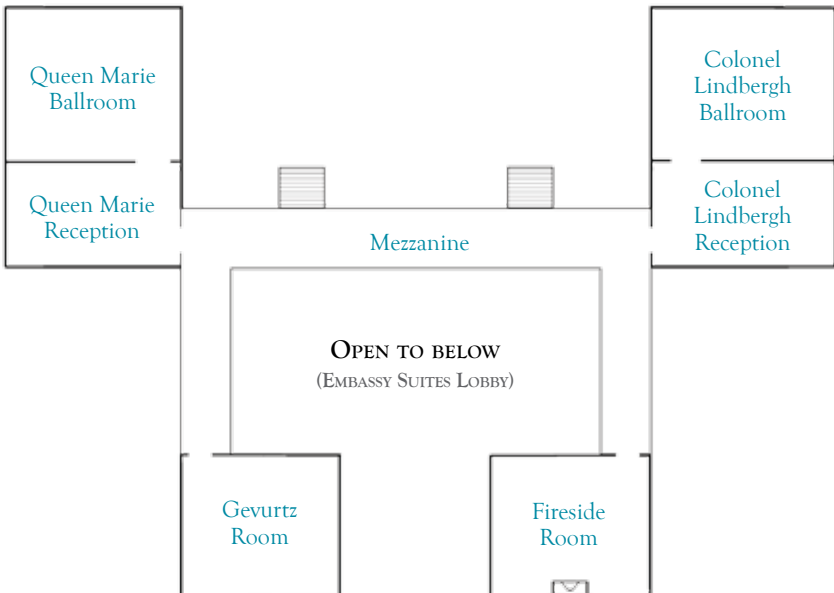 Queen Marie
Ballroom
Colonel
Lindbergh
Ballroom
Queen Marie
Reception
Colonel
Lindbergh
Reception
Mezzanine
Open to below
(Embassy Suites Lobby)
Gevurtz
Room
Fireside
Room